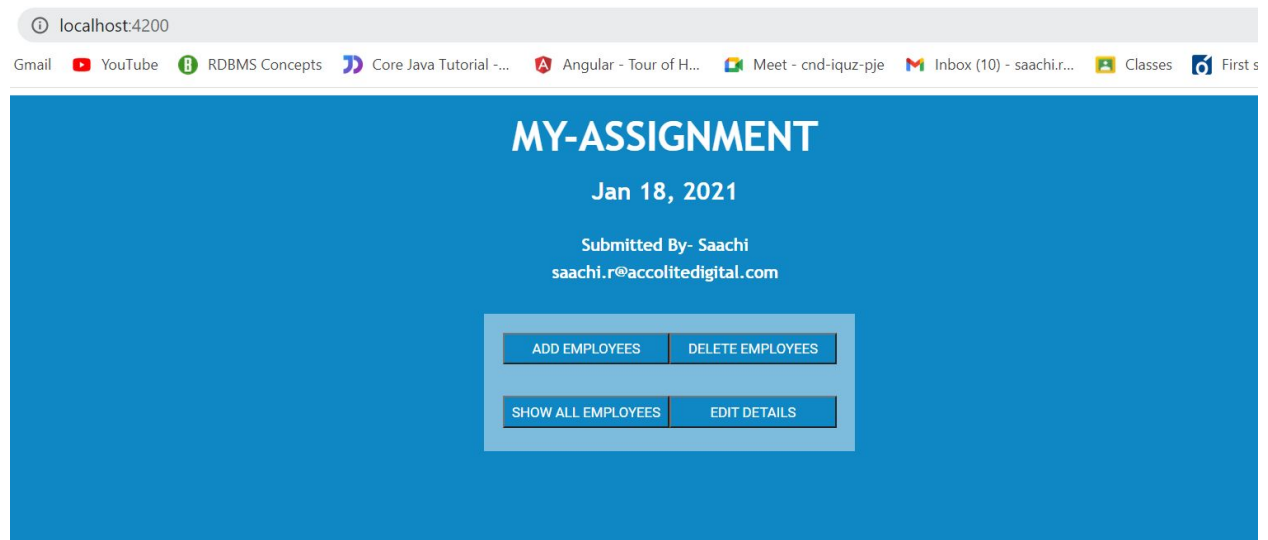 localhost:4200
Gmail YouTube RDBMS Concepts Core Java Tutorial -... Angular - Tour of H... Meet - cnd-iquz-pje Inbox (10) - saachi.r... Classes First s
MY-ASSIGNMENT
Jan 18, 2021
Submitted By- Saachi
saachi.r@accolitedigital.com
ADD EMPLOYEES DELETE EMPLOYEES
SHOW ALL EMPLOYEES EDIT DETAILS